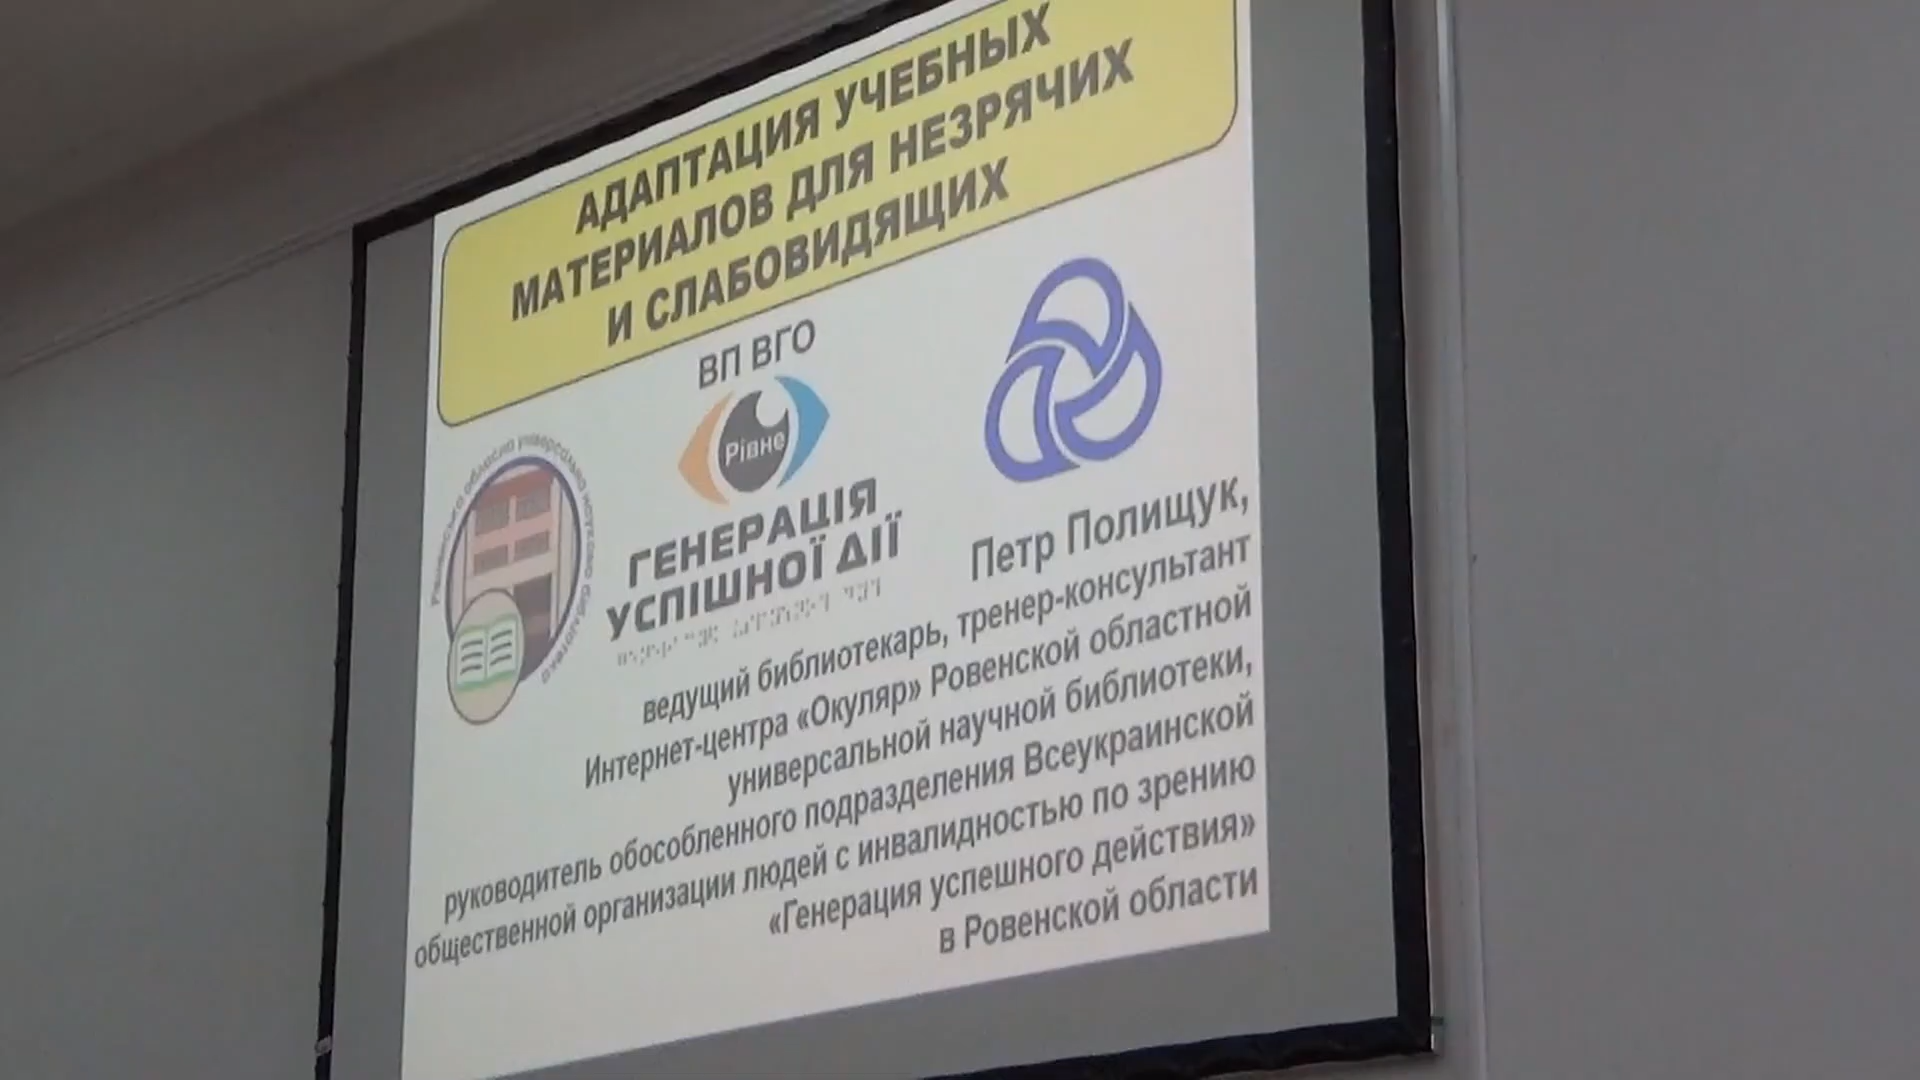 АДАПТАЦИЯ УЧЕБНЫХ
МАТЕРИАЛОВ ДЛЯ НЕЗРЯЧИХ
И СЛАБОВИДЯЩИХ
ВП ВГО
Рівне
ГЕНЕРАЦІЯ
УСПІШНОЇ ДІЇ
Петр Полищук,
ведущий библиотекарь, тренер-консультант
Интернет-центра «Окуляр» Ровенской областной
универсальной научной библиотеки,
руководитель обособленного подразделения Всеукраинской
общественной организации людей с инвалидностью по зрению
«Генерация успешного действия»
в Ровенской области